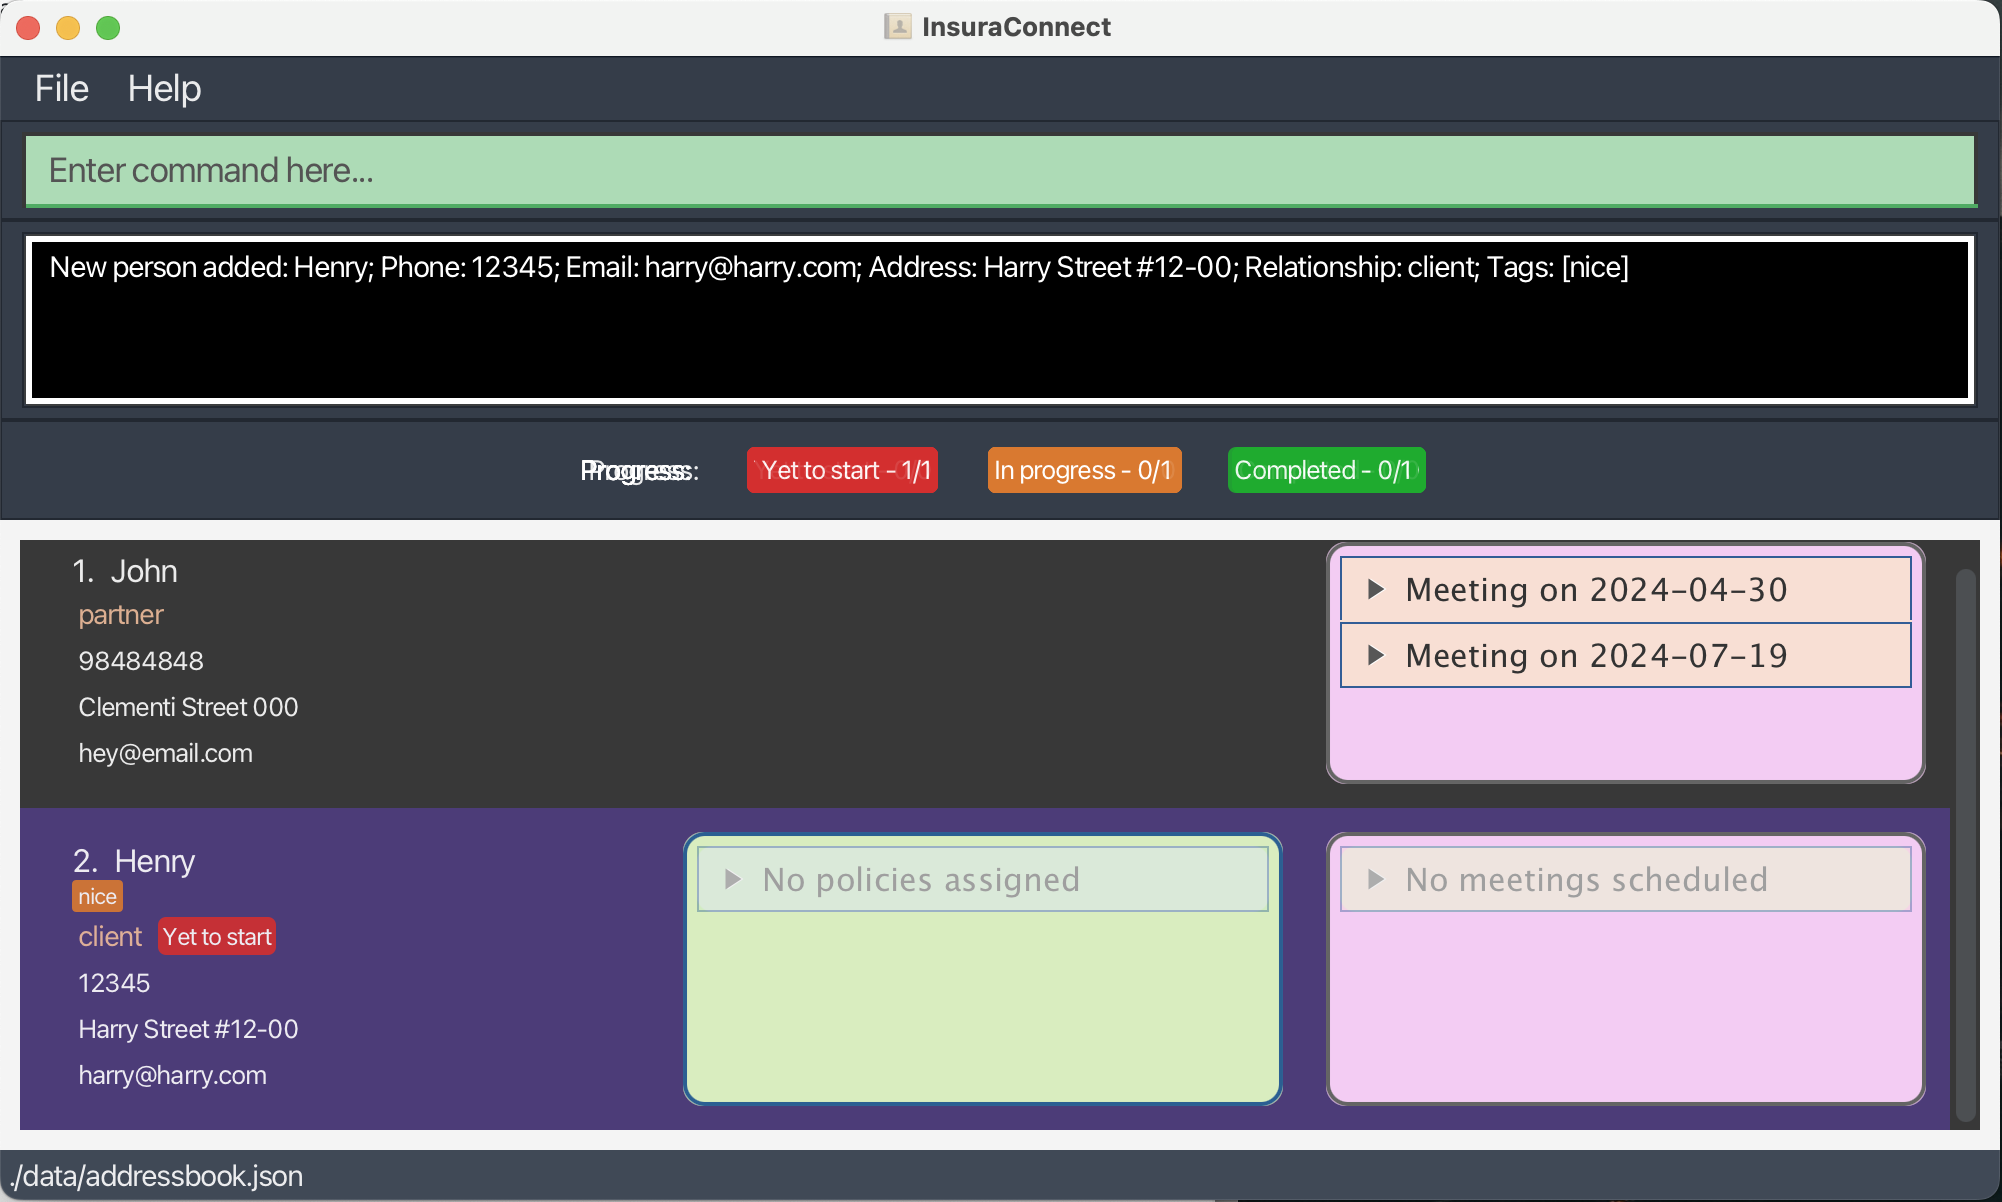 InsuraConnect
File Help
Enter command here...
New person added: Henry; Phone: 12345; Email: harry@harry.com; Address: Harry Street #12-00; Relationship: client; Tags: [nice]
Progress: Yet to start - 1/1 In progress - 0/1 Completed - 0/1
1. John
partner
98484848
Clementi Street 000
hey@email.com
Meeting on 2024-04-30
Meeting on 2024-07-19
2. Henry
nice
client Yet to start
12345
Harry Street #12-00
harry@harry.com
No policies assigned
No meetings scheduled
./data/addressbook.json